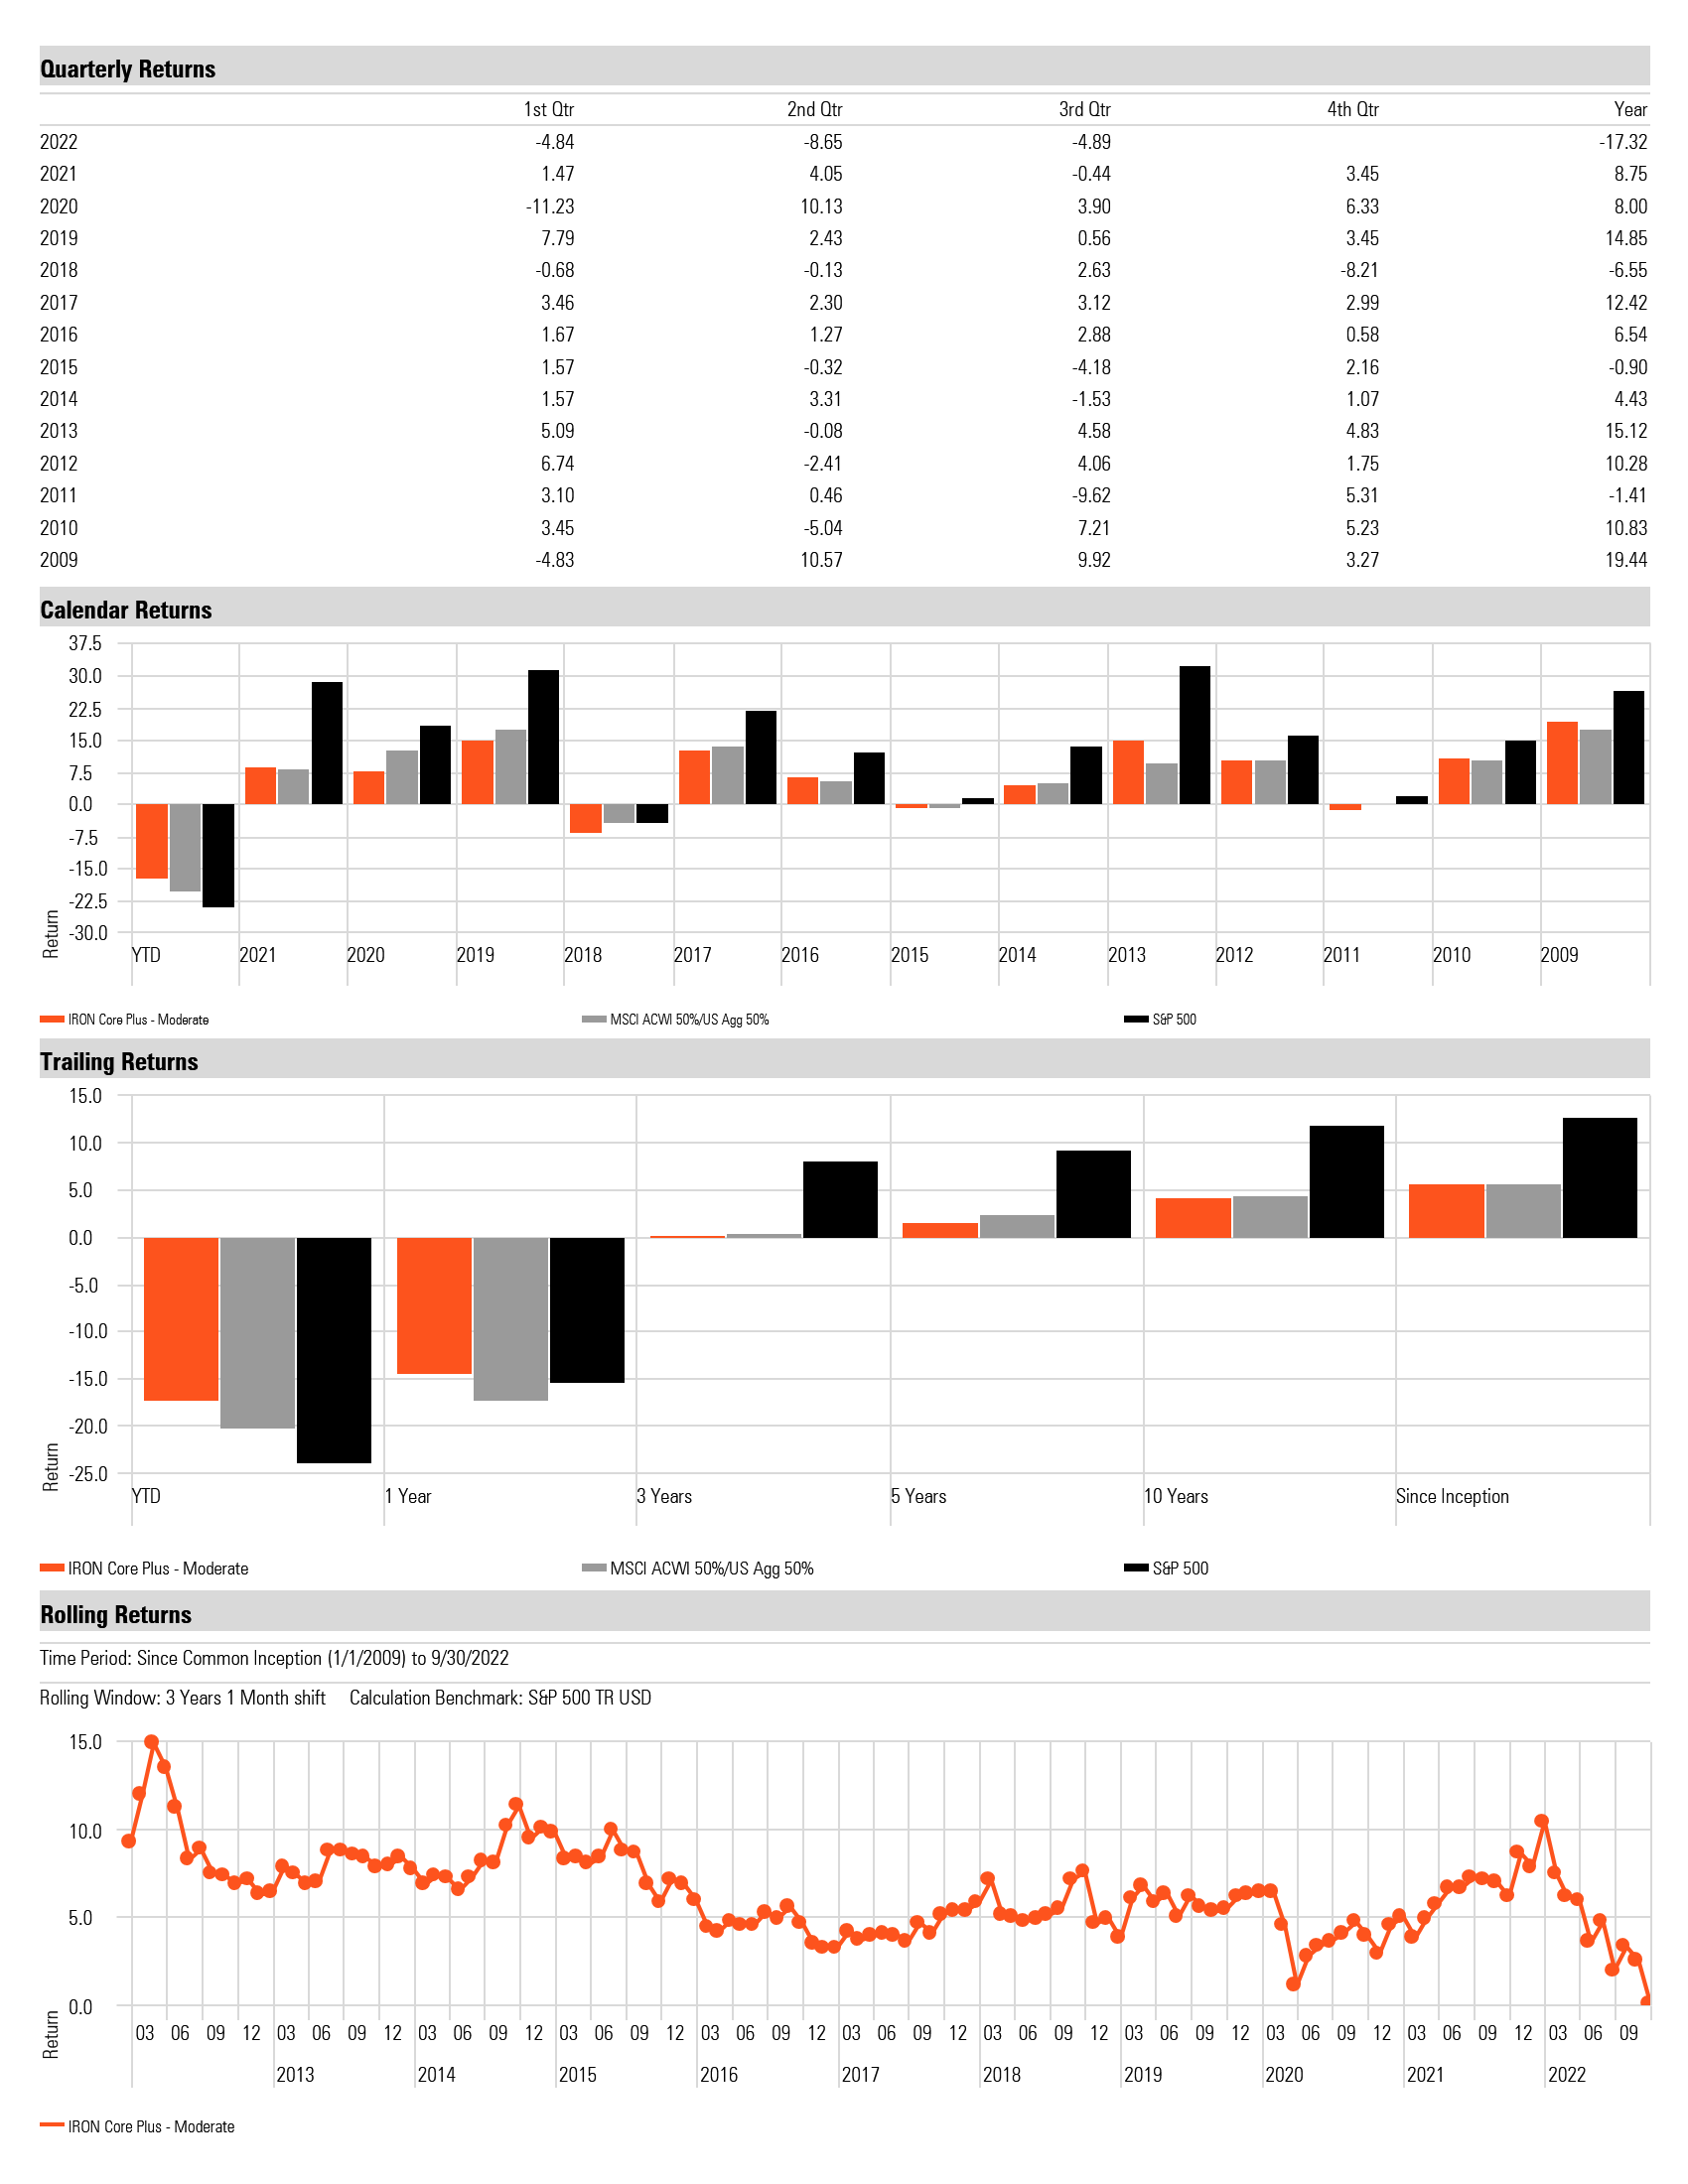 Quarterly Returns
1st Qtr 2nd Qtr 3rd Qtr 4th Qtr Year
2022 -4.84 -8.65 -4.89 -17.32
2021 1.47 4.05 -0.44 3.45 8.75
2020 -11.23 10.13 3.90 6.33 8.00
2019 7.79 2.43 0.56 3.45 14.85
2018 -0.68 -0.13 2.63 -8.21 -6.55
2017 3.46 2.30 3.12 2.99 12.42
2016 1.67 1.27 2.88 0.58 6.54
2015 1.57 -0.32 -4.18 2.16 -0.90
2014 1.57 3.31 -1.53 1.07 4.43
2013 5.09 -0.08 4.58 4.83 15.12
2012 6.74 -2.41 4.06 1.75 10.28
2011 3.10 0.46 -9.62 5.31 -1.41
2010 3.45 -5.04 7.21 5.23 10.83
2009 -4.83 10.57 9.92 3.27 19.44
Calendar Returns
37.5
30.0
22.5
15.0
7.5
0.0
-7.5
-15.0
-22.5
-30.0
Return
YTD 2021 2020 2019 2018 2017 2016 2015 2014 2013 2012 2011 2010 2009
IRON Core Plus - Moderate MSCI ACWI 50%/US Agg 50% S&P 500
Trailing Returns
15.0
10.0
5.0
0.0
-5.0
-10.0
-15.0
-20.0
-25.0
Return
YTD 1 Year 3 Years 5 Years 10 Years Since Inception
IRON Core Plus - Moderate MSCI ACWI 50%/US Agg 50% S&P 500
Rolling Returns
Time Period: Since Common Inception (1/1/2009) to 9/30/2022
Rolling Window: 3 Years 1 Month shift Calculation Benchmark: S&P 500 TR USD
15.0
10.0
5.0
0.0
Return
03 06 09 12 03 06 09 12 03 06 09 12 03 06 09 12 03 06 09 12 03 06 09 12 03 06 09 12 03 06 09 12 03 06 09 12 03 06 09 12 03 06 09
2013 2014 2015 2016 2017 2018 2019 2020 2021 2022
IRON Core Plus - Moderate